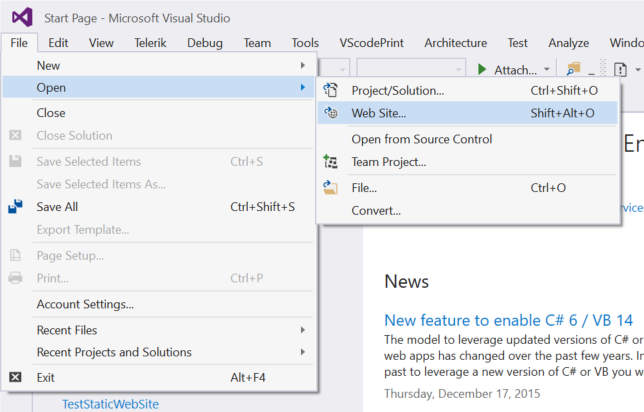 Start Page - Microsoft Visual Studio
File Edit View Telerik Debug Team Tools VScodePrint Architecture Test Analyze
New
Attach...
Open
Project/Solution... Ctrl+Shift+O
Close
Web Site... Shift+Alt+O
Close Solution
Open from Source Control
Save Selected Items Ctrl+S
Team Project...
Save Selected Items As...
File... Ctrl+O
Save All Ctrl+Shift+S
Convert...
Export Template...
Page Setup...
Print... Ctrl+P
News
Account Settings...
New feature to enable C# 6 / VB 14
Recent Files
The model to leverage updated versions of C# or
Recent Projects and Solutions
web apps has changed over the past few years. In
past to leverage a new version of C# or VB you w
Exit Alt+F4
Thursday, December 17, 2015
TestStaticWebSite